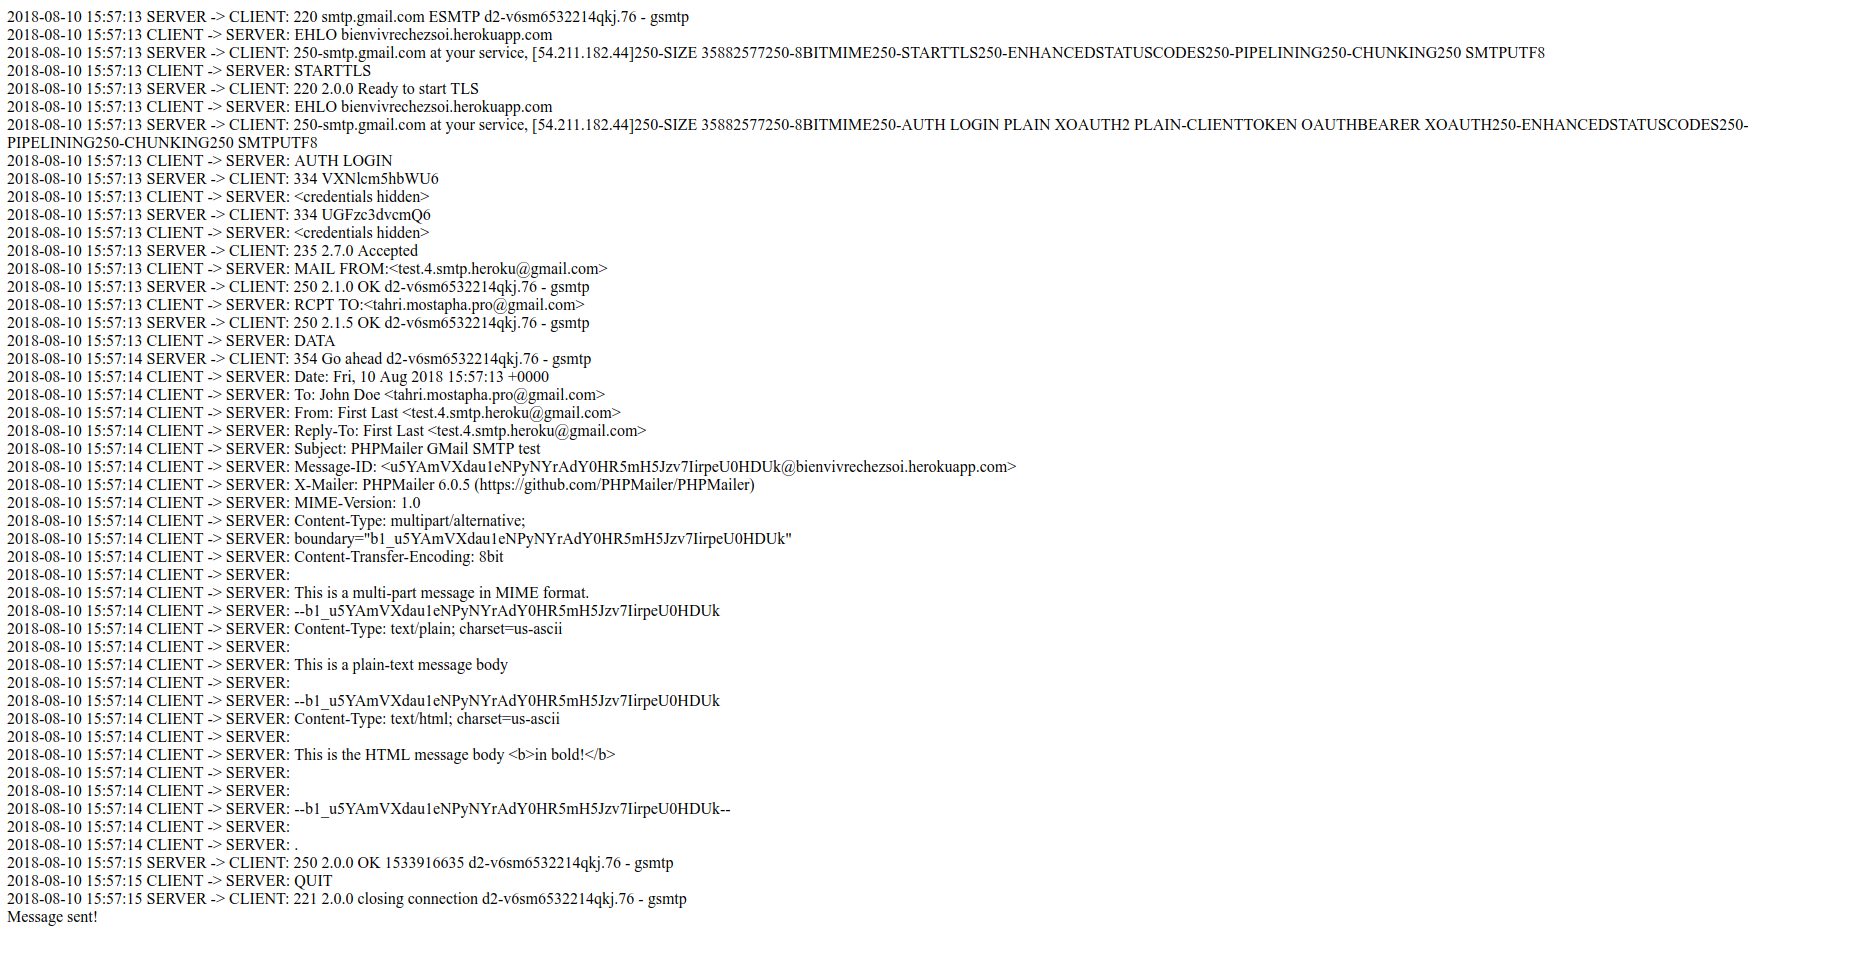 2018-08-10 15:57:13 SERVER -> CLIENT: 220 smtp.gmail.com ESMTP d2-v6sm6532214qkj.76 - gsmtp
2018-08-10 15:57:13 CLIENT -> SERVER: EHLO bienvivrechezsoi.herokuapp.com
2018-08-10 15:57:13 SERVER -> CLIENT: 250-smtp.gmail.com at your service, [54.211.182.44]250-SIZE 35882577250-8BITMIME250-STARTTLS250-ENHANCEDSTATUSCODES250-PIPELINING250-CHUNKING250 SMTPUTF8
2018-08-10 15:57:13 CLIENT -> SERVER: STARTTLS
2018-08-10 15:57:13 SERVER -> CLIENT: 220 2.0.0 Ready to start TLS
2018-08-10 15:57:13 CLIENT -> SERVER: EHLO bienvivrechezsoi.herokuapp.com
2018-08-10 15:57:13 SERVER -> CLIENT: 250-smtp.gmail.com at your service, [54.211.182.44]250-SIZE 35882577250-8BITMIME250-AUTH LOGIN PLAIN XOAUTH2 PLAIN-CLIENTTOKEN OAUTHBEARER XOAUTH250-ENHANCEDSTATUSCODES250-
PIPELINING250-CHUNKING250 SMTPUTF8
2018-08-10 15:57:13 CLIENT -> SERVER: AUTH LOGIN
2018-08-10 15:57:13 SERVER -> CLIENT: 334 VXNlcm5hbWU6
2018-08-10 15:57:13 CLIENT -> SERVER: <credentials hidden>
2018-08-10 15:57:13 SERVER -> CLIENT: 334 UGFzc3dvcmQ6
2018-08-10 15:57:13 CLIENT -> SERVER: <credentials hidden>
2018-08-10 15:57:13 SERVER -> CLIENT: 235 2.7.0 Accepted
2018-08-10 15:57:13 CLIENT -> SERVER: MAIL FROM:<test.4.smtp.heroku@gmail.com>
2018-08-10 15:57:13 SERVER -> CLIENT: 250 2.1.0 OK d2-v6sm6532214qkj.76 - gsmtp
2018-08-10 15:57:13 CLIENT -> SERVER: RCPT TO:<tahri.mostapha.pro@gmail.com>
2018-08-10 15:57:13 SERVER -> CLIENT: 250 2.1.5 OK d2-v6sm6532214qkj.76 - gsmtp
2018-08-10 15:57:13 CLIENT -> SERVER: DATA
2018-08-10 15:57:14 SERVER -> CLIENT: 354 Go ahead d2-v6sm6532214qkj.76 - gsmtp
2018-08-10 15:57:14 CLIENT -> SERVER: Date: Fri, 10 Aug 2018 15:57:13 +0000
2018-08-10 15:57:14 CLIENT -> SERVER: To: John Doe <tahri.mostapha.pro@gmail.com>
2018-08-10 15:57:14 CLIENT -> SERVER: From: First Last <test.4.smtp.heroku@gmail.com>
2018-08-10 15:57:14 CLIENT -> SERVER: Reply-To: First Last <test.4.smtp.heroku@gmail.com>
2018-08-10 15:57:14 CLIENT -> SERVER: Subject: PHPMailer GMail SMTP test
2018-08-10 15:57:14 CLIENT -> SERVER: Message-ID: <u5YAmVXdau1eNPyNYrAdY0HR5mH5Jzv7IirpeU0HDUk@bienvivrechezsoi.herokuapp.com>
2018-08-10 15:57:14 CLIENT -> SERVER: X-Mailer: PHPMailer 6.0.5 (https://github.com/PHPMailer/PHPMailer)
2018-08-10 15:57:14 CLIENT -> SERVER: MIME-Version: 1.0
2018-08-10 15:57:14 CLIENT -> SERVER: Content-Type: multipart/alternative;
2018-08-10 15:57:14 CLIENT -> SERVER: boundary="b1_u5YAmVXdau1eNPyNYrAdY0HR5mH5Jzv7IirpeU0HDUk"
2018-08-10 15:57:14 CLIENT -> SERVER: Content-Transfer-Encoding: 8bit
2018-08-10 15:57:14 CLIENT -> SERVER:
2018-08-10 15:57:14 CLIENT -> SERVER: This is a multi-part message in MIME format.
2018-08-10 15:57:14 CLIENT -> SERVER: --b1_u5YAmVXdau1eNPyNYrAdY0HR5mH5Jzv7IirpeU0HDUk
2018-08-10 15:57:14 CLIENT -> SERVER: Content-Type: text/plain; charset=us-ascii
2018-08-10 15:57:14 CLIENT -> SERVER:
2018-08-10 15:57:14 CLIENT -> SERVER: This is a plain-text message body
2018-08-10 15:57:14 CLIENT -> SERVER:
2018-08-10 15:57:14 CLIENT -> SERVER: --b1_u5YAmVXdau1eNPyNYrAdY0HR5mH5Jzv7IirpeU0HDUk
2018-08-10 15:57:14 CLIENT -> SERVER: Content-Type: text/html; charset=us-ascii
2018-08-10 15:57:14 CLIENT -> SERVER:
2018-08-10 15:57:14 CLIENT -> SERVER: This is the HTML message body <b>in bold!</b>
2018-08-10 15:57:14 CLIENT -> SERVER:
2018-08-10 15:57:14 CLIENT -> SERVER:
2018-08-10 15:57:14 CLIENT -> SERVER: --b1_u5YAmVXdau1eNPyNYrAdY0HR5mH5Jzv7IirpeU0HDUk--
2018-08-10 15:57:14 CLIENT -> SERVER:
2018-08-10 15:57:14 CLIENT -> SERVER: .
2018-08-10 15:57:15 SERVER -> CLIENT: 250 2.0.0 OK 1533916635 d2-v6sm6532214qkj.76 - gsmtp
2018-08-10 15:57:15 CLIENT -> SERVER: QUIT
2018-08-10 15:57:15 SERVER -> CLIENT: 221 2.0.0 closing connection d2-v6sm6532214qkj.76 - gsmtp
Message sent!